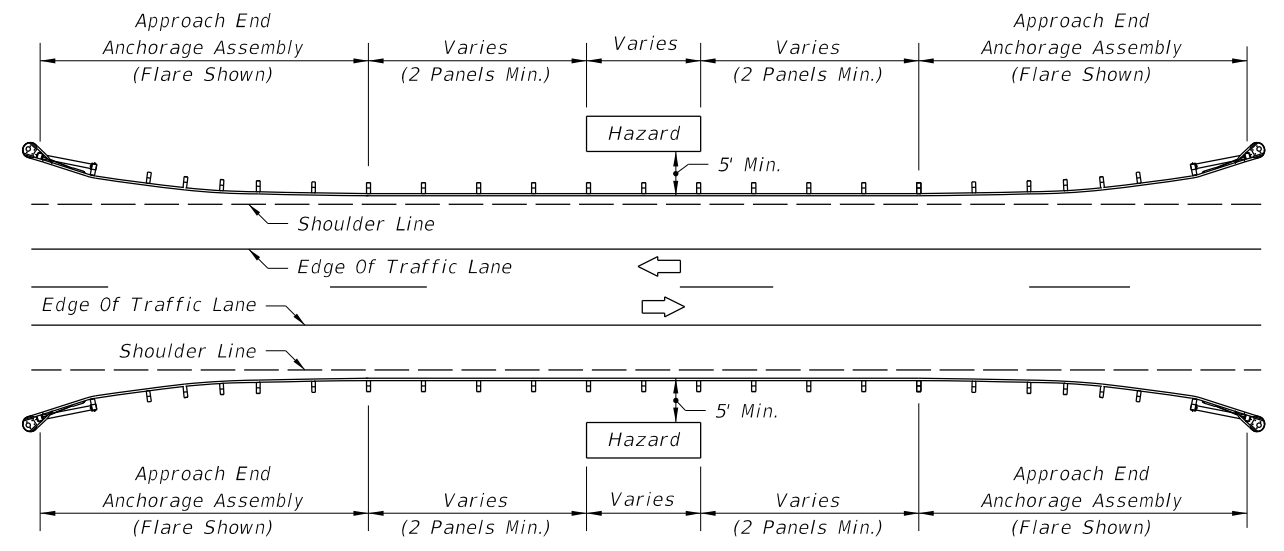 Approach End
Anchorage Assembly
(Flare Shown)
Varies
(2 Panels Min.)
Varies
Varies
(2 Panels Min.)
Approach End
Anchorage Assembly
(Flare Shown)
Hazard
5' Min.
Shoulder Line
Edge Of Traffic Lane
Edge Of Traffic Lane
Shoulder Line
5' Min.
Hazard
Approach End
Anchorage Assembly
(Flare Shown)
Varies
(2 Panels Min.)
Varies
Varies
(2 Panels Min.)
Approach End
Anchorage Assembly
(Flare Shown)